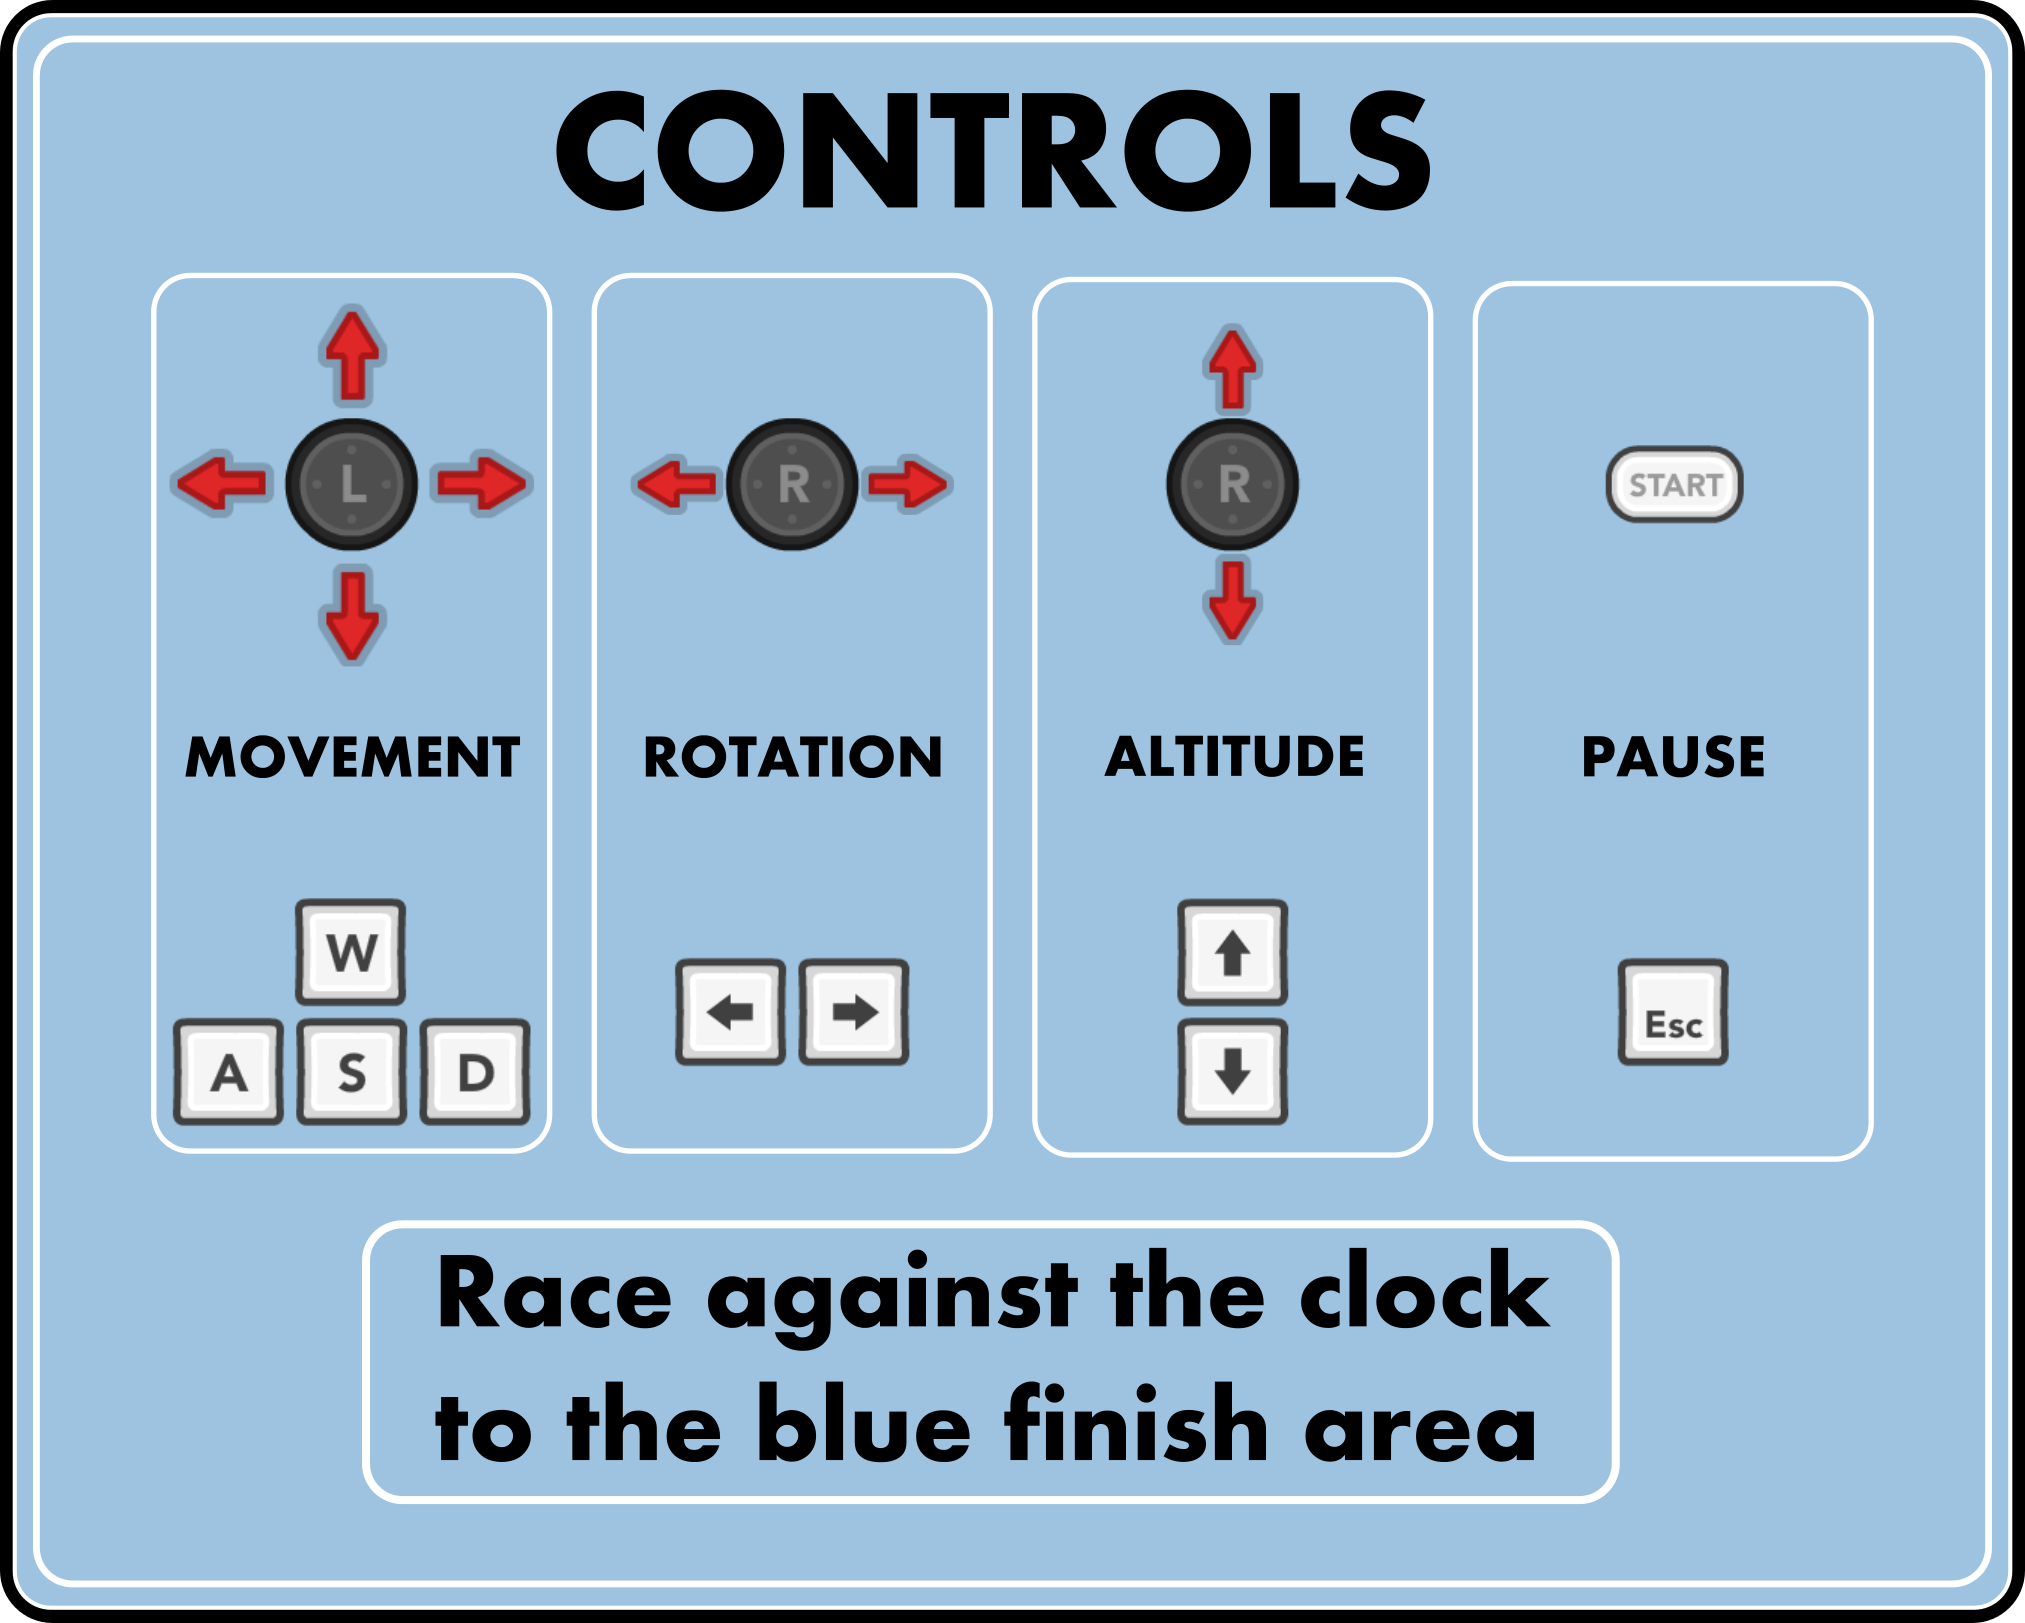 CONTROLS
L
R
R
START
MOVEMENT
ROTATION
ALTITUDE
PAUSE
W
A S D
Esc
Race against the clock
to the blue finish area